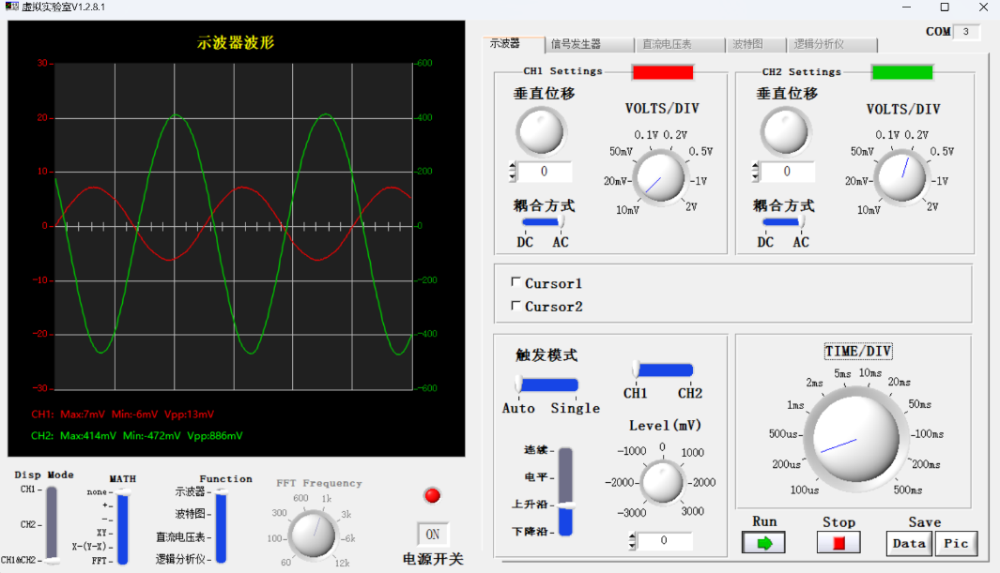 虚拟实验室V1.2.8.1
COM 3
示波器波形
示波器 信号发生器 直流电压表 波特图 逻辑分析仪
30 600
20 400
10 200
0 0
-10 -200
-20 -400
-30 -600
CH1: Max:7mV Min:-6mV Vpp:13mV
CH2: Max:414mV Min:-472mV Vpp:886mV
CH1 Settings
垂直位移
0
耦合方式
DC AC
VOLTS/DIV
0.1V 0.2V
50mV 0.5V
20mV 1V
10mV 2V
CH2 Settings
垂直位移
0
耦合方式
DC AC
VOLTS/DIV
0.1V 0.2V
50mV 0.5V
20mV 1V
10mV 2V
Cursor1
Cursor2
触发模式
Auto Single
CH1 CH2
连续
电平
上升沿
下降沿
Level(mV)
0
-1000 1000
-2000 2000
-3000 3000
0
TIME/DIV
5ms 10ms
2ms 20ms
1ms 50ms
500us 100ms
200us 200ms
100us 500ms
Run Stop Save
Data Pic
Disp Mode
CH1
CH2
CH1&CH2
MATH
none
+
-
XY
X-(Y-X)
FFT
Function
示波器
波特图
直流电压表
逻辑分析仪
FFT Frequency
600 1k
300 3k
100 6k
60 12k
ON
电源开关